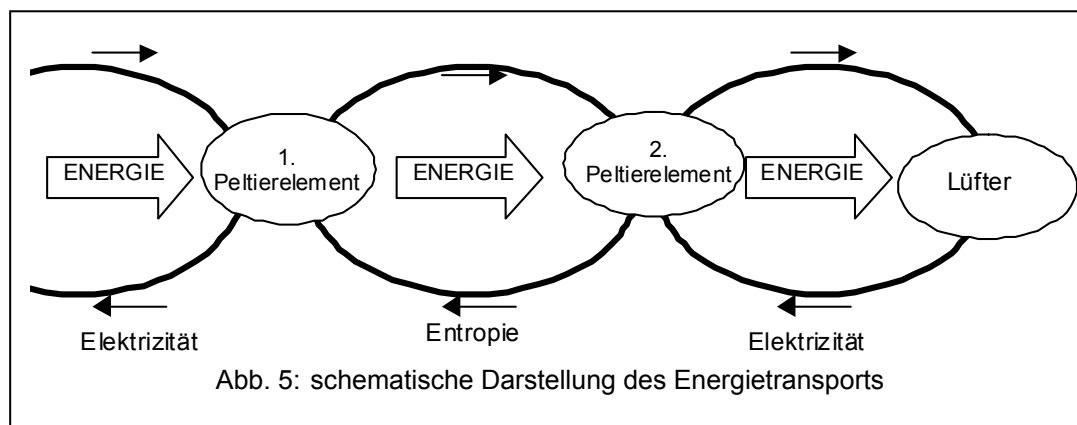 ENERGIE
1.
Peltierelement
ENERGIE
2.
Peltierelement
ENERGIE
Lüfter
Elektrizität
Entropie
Elektrizität
Abb. 5: schematische Darstellung des Energietransports